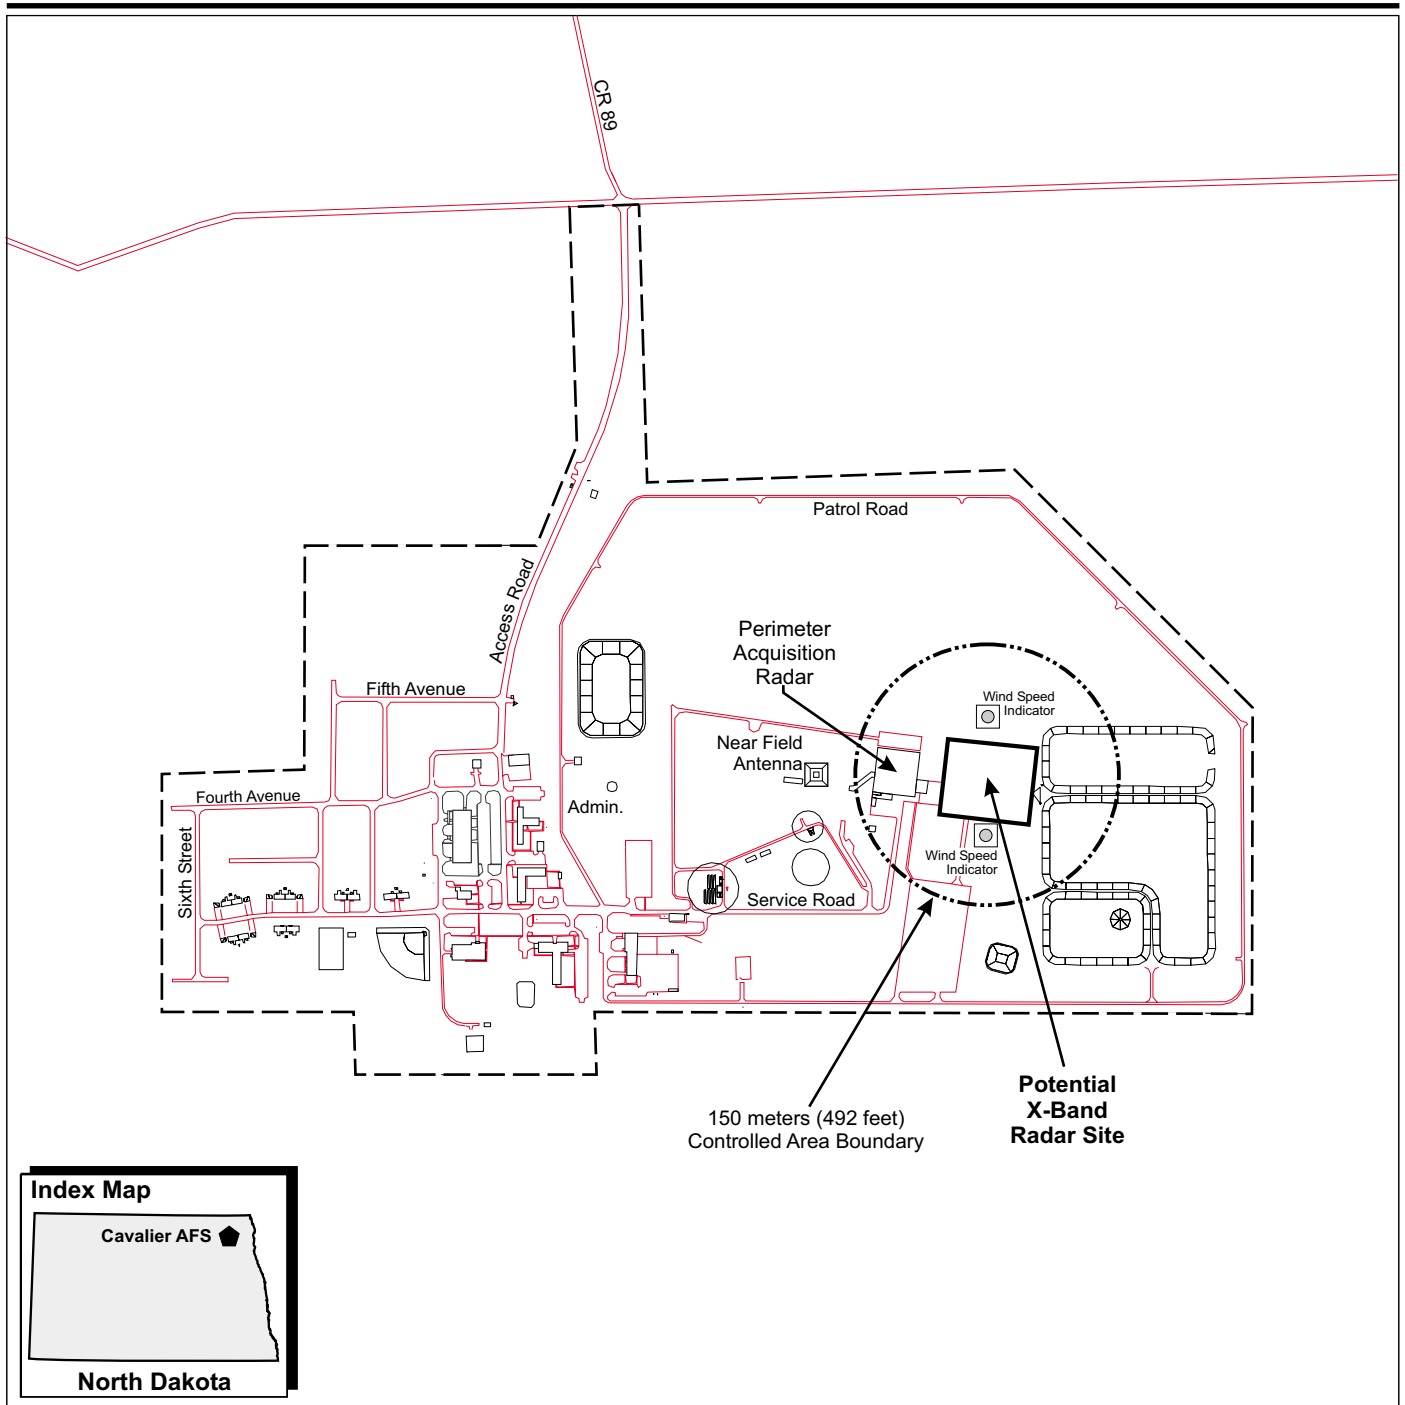 CR 89
Patrol Road
Access Road
Perimeter
Acquisition
Radar
Fifth Avenue
Wind Speed
Indicator
Near Field
Antenna
Fourth Avenue
Admin.
Sixth Street
Wind Speed
Indicator
Service Road
Potential
X-Band
Radar Site
150 meters (492 feet)
Controlled Area Boundary
Index Map
Cavalier AFS
North Dakota